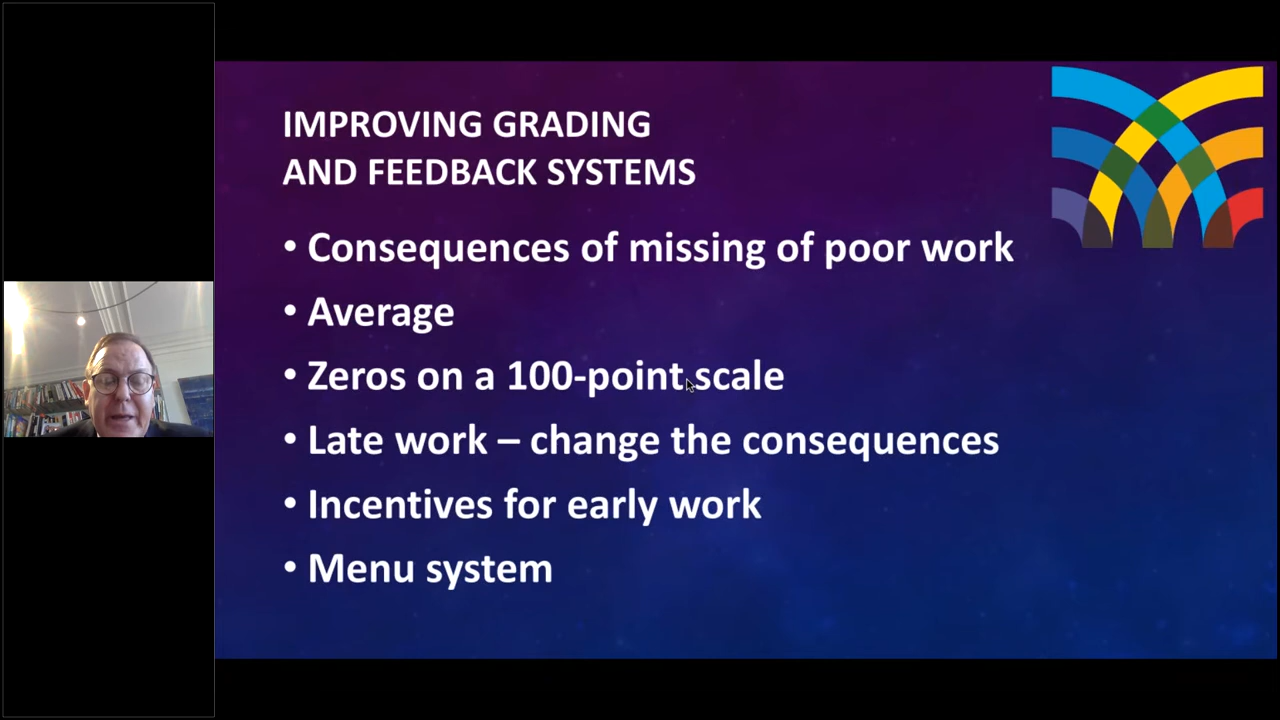 IMPROVING GRADING
AND FEEDBACK SYSTEMS
• Consequences of missing of poor work
• Average
• Zeros on a 100-point scale
• Late work – change the consequences
• Incentives for early work
• Menu system